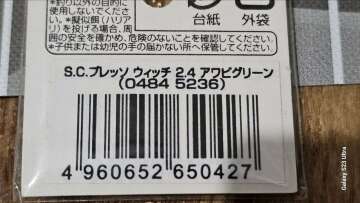 *釣り以外の目的に
使用しないでください。
*擬似餌(ハリアリ)
を投げる場合、周
囲の安全を確かめ、危険のないことを確認してください。
*子供または幼児の手の届かない所へ保管してください。
台紙 外袋
S.C.プレッソ ウィッチ 2.4 アワビグリーン
(0484 5236)
4 960652 650427
Galaxy S23 Ultra